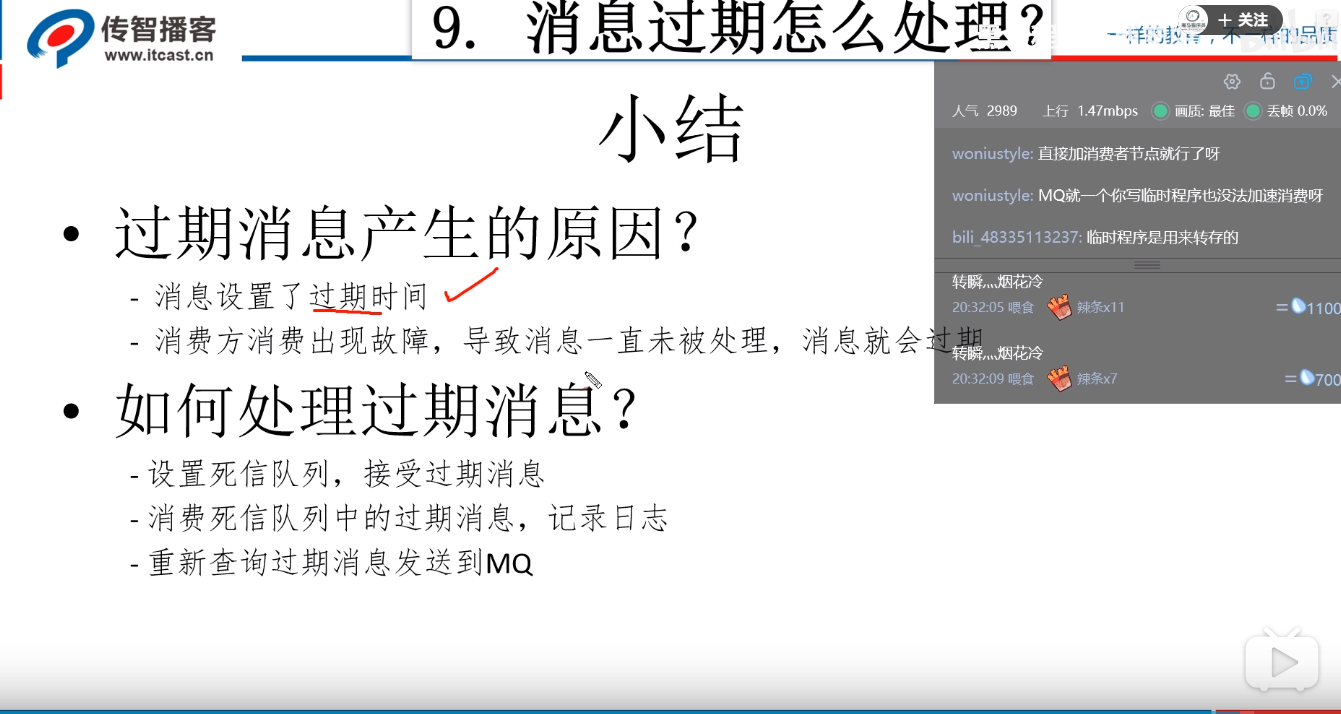 传智播客
www.itcast.cn
9. 消息过期怎么处理?
+ 关注
一样的教育，不一样的品质
小结
人气 2989 上行 1.47mbps 画质: 最佳 丢帧 0.0%
woniustyle: 直接加消费者节点就行了呀
woniustyle: MQ就一个你写临时程序也没法加速消费呀
bili_48335113237: 临时程序是用来转存的
转瞬灬烟花冷
20:32:05 喂食 辣条x11 =1100
转瞬灬烟花冷
20:32:09 喂食 辣条x7 =700
• 过期消息产生的原因?
- 消息设置了过期时间
- 消费方消费出现故障，导致消息一直未被处理，消息就会过期
• 如何处理过期消息?
- 设置死信队列，接受过期消息
- 消费死信队列中的过期消息，记录日志
- 重新查询过期消息发送到MQ